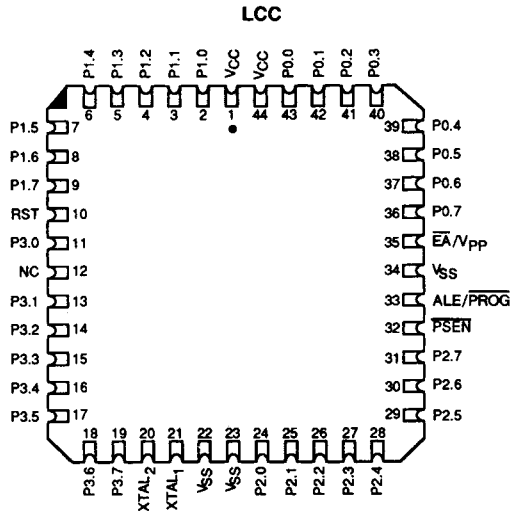 LCC
P1.4 P1.3 P1.2 P1.1 P1.0 VCC VCC P0.0 P0.1 P0.2 P0.3
6 5 4 3 2 1 44 43 42 41 40
P1.5 7
P1.6 8
P1.7 9
RST 10
P3.0 11
NC 12
P3.1 13
P3.2 14
P3.3 15
P3.4 16
P3.5 17
39 P0.4
38 P0.5
37 P0.6
36 P0.7
35 EA/VPP
34 VSS
33 ALE/PROG
32 PSEN
31 P2.7
30 P2.6
29 P2.5
18 19 20 21 22 23 24 25 26 27 28
P3.6 P3.7 XTAL2 XTAL1 VSS VSS P2.0 P2.1 P2.2 P2.3 P2.4